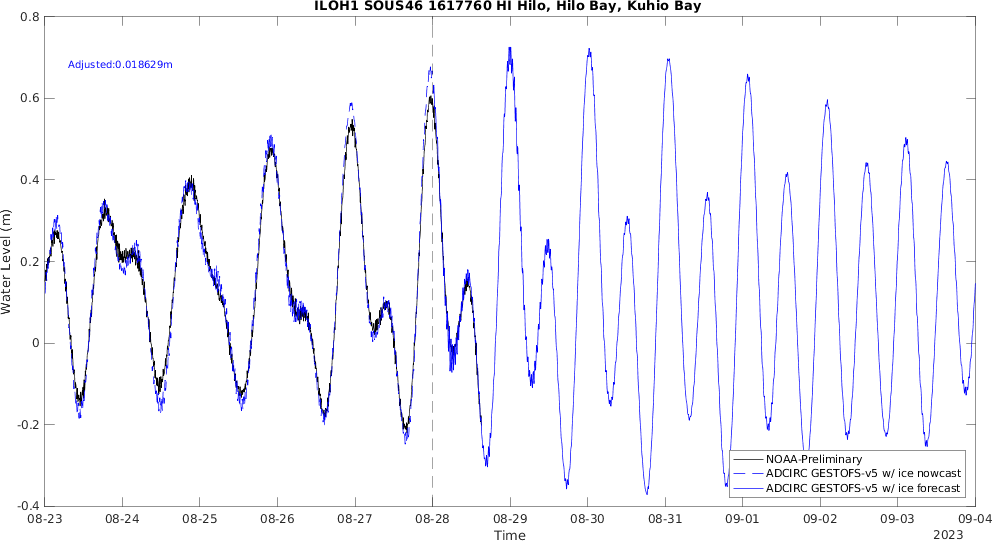 ILOH1 SOUS46 1617760 HI Hilo, Hilo Bay, Kuhio Bay
Adjusted:0.018629m
Water Level (m)
0.8
0.6
0.4
0.2
0
-0.2
-0.4
NOAA-Preliminary
ADCIRC GESTOFS-v5 w/ ice nowcast
ADCIRC GESTOFS-v5 w/ ice forecast
08-23 08-24 08-25 08-26 08-27 08-28 08-29 08-30 08-31 09-01 09-02 09-03 09-04
Time
2023